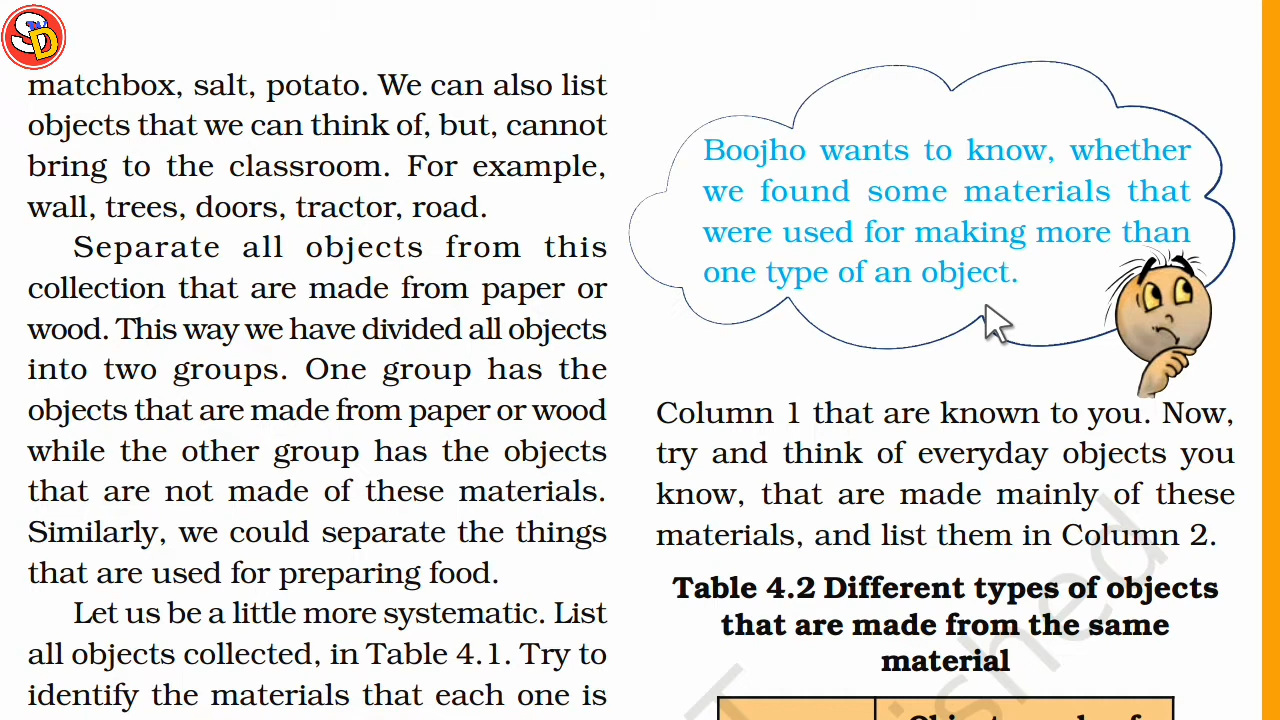 SD
matchbox, salt, potato. We can also list
objects that we can think of, but, cannot
bring to the classroom. For example,
wall, trees, doors, tractor, road.
Separate all objects from this
collection that are made from paper or
wood. This way we have divided all objects
into two groups. One group has the
objects that are made from paper or wood
while the other group has the objects
that are not made of these materials.
Similarly, we could separate the things
that are used for preparing food.
Let us be a little more systematic. List
all objects collected, in Table 4.1. Try to
identify the materials that each one is
Boojho wants to know, whether
we found some materials that
were used for making more than
one type of an object.
Column 1 that are known to you. Now,
try and think of everyday objects you
know, that are made mainly of these
materials, and list them in Column 2.
Table 4.2 Different types of objects
that are made from the same
material